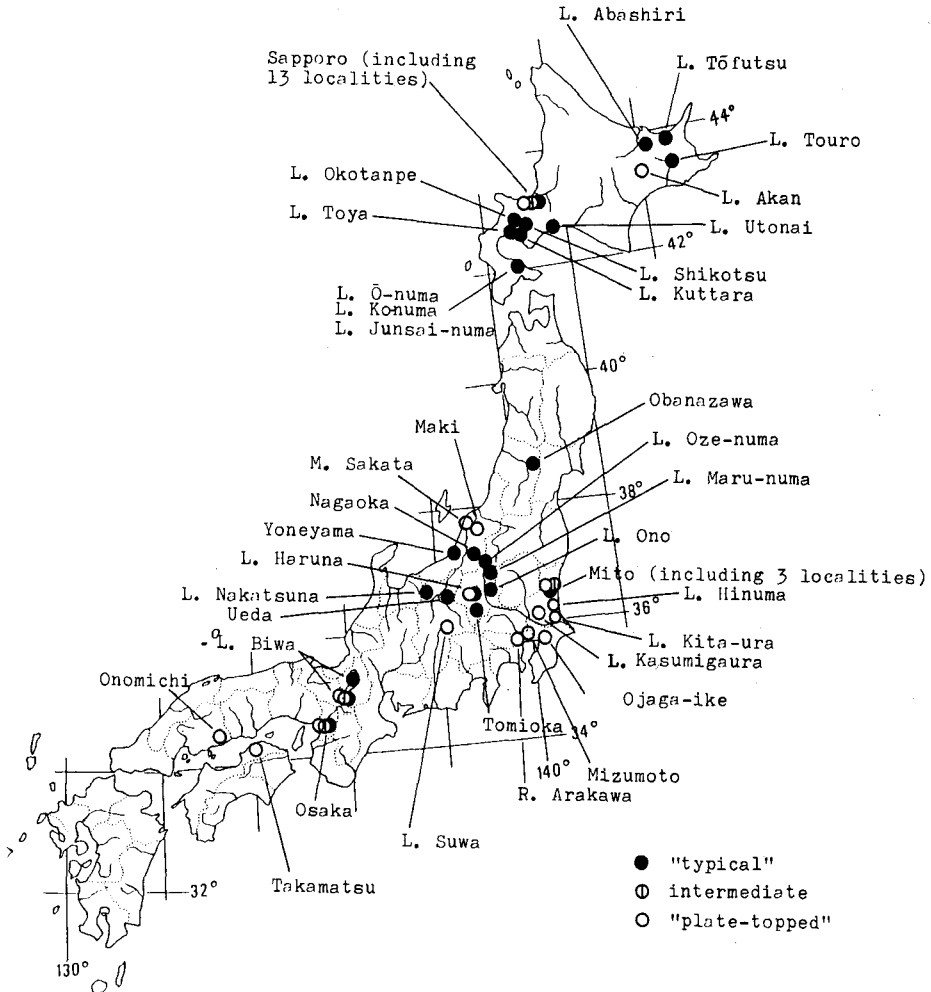 L. Abashiri
Sapporo (including
13 localities)
L. Tōfutsu
44°
L. Touro
L. Okotanpe
L. Akan
L. Toya
L. Utonai
42°
L. Shikotsu
L. Kuttara
L. Ō-numa
L. Konuma
L. Junsai-numa
40°
Obanazawa
Maki
L. Oze-numa
M. Sakata
L. Maru-numa
Nagaoka
38°
Yoneyama
L. Ono
L. Haruna
Mito (including 3 localities)
L. Nakatsuna
L. Hinuma
Ueda
36°
L. Biwa
L. Kita-ura
L. Kasumigaura
Onomichi
Ojaga-ike
Tomioka
34°
140°
Mizumoto
R. Arakawa
Osaka
L. Suwa
"typical"
Takamatsu
32°
intermediate
"plate-topped"
130°